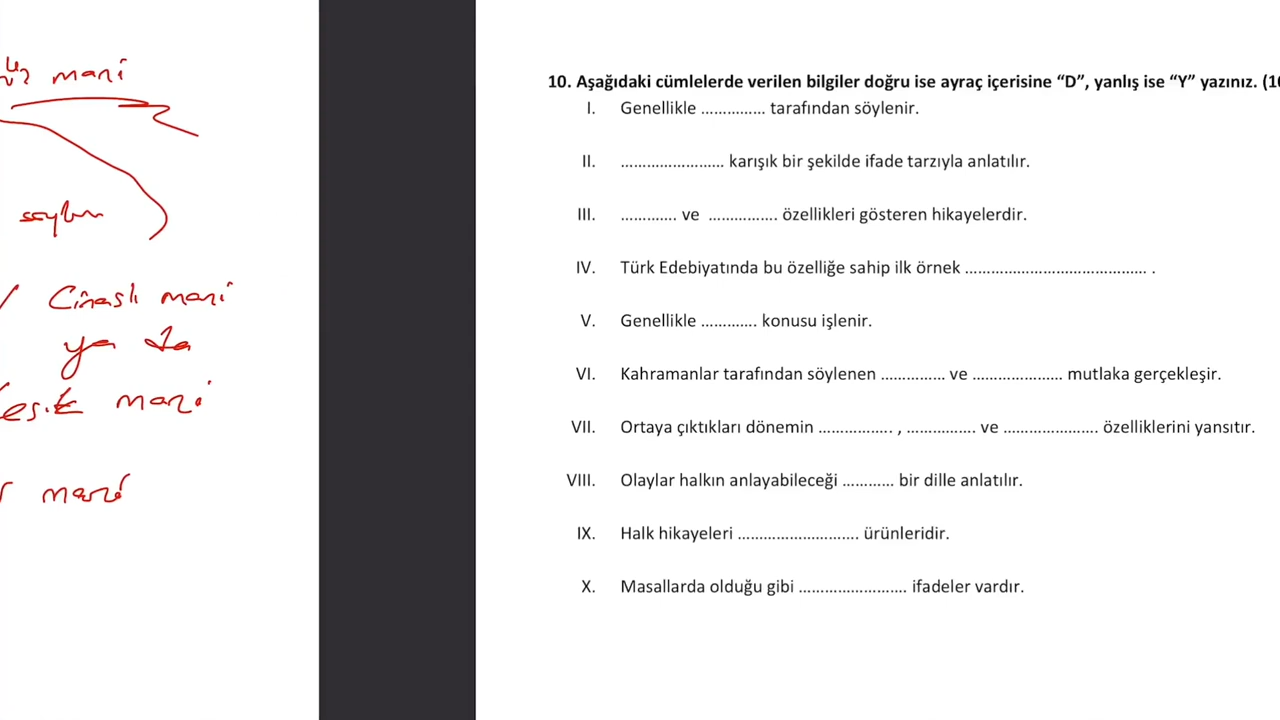 mani
söylen
Cinaslı mani
ya da
kesik mani
mani
10. Aşağıdaki cümlelerde verilen bilgiler doğru ise ayraç içerisine “D”, yanlış ise “Y” yazınız.
I. Genellikle ............... tarafından söylenir.
II. ........................ karışık bir şekilde ifade tarzıyla anlatılır.
III. ............. ve ................ özellikleri gösteren hikayelerdir.
IV. Türk Edebiyatında bu özelliğe sahip ilk örnek .......................................... .
V. Genellikle ............. konusu işlenir.
VI. Kahramanlar tarafından söylenen ............... ve ..................... mutlaka gerçekleşir.
VII. Ortaya çıktıkları dönemin ................. , ................ ve ...................... özelliklerini yansıtır.
VIII. Olaylar halkın anlayabileceği ............ bir dille anlatılır.
IX. Halk hikayeleri ............................ ürünleridir.
X. Masallarda olduğu gibi ......................... ifadeler vardır.